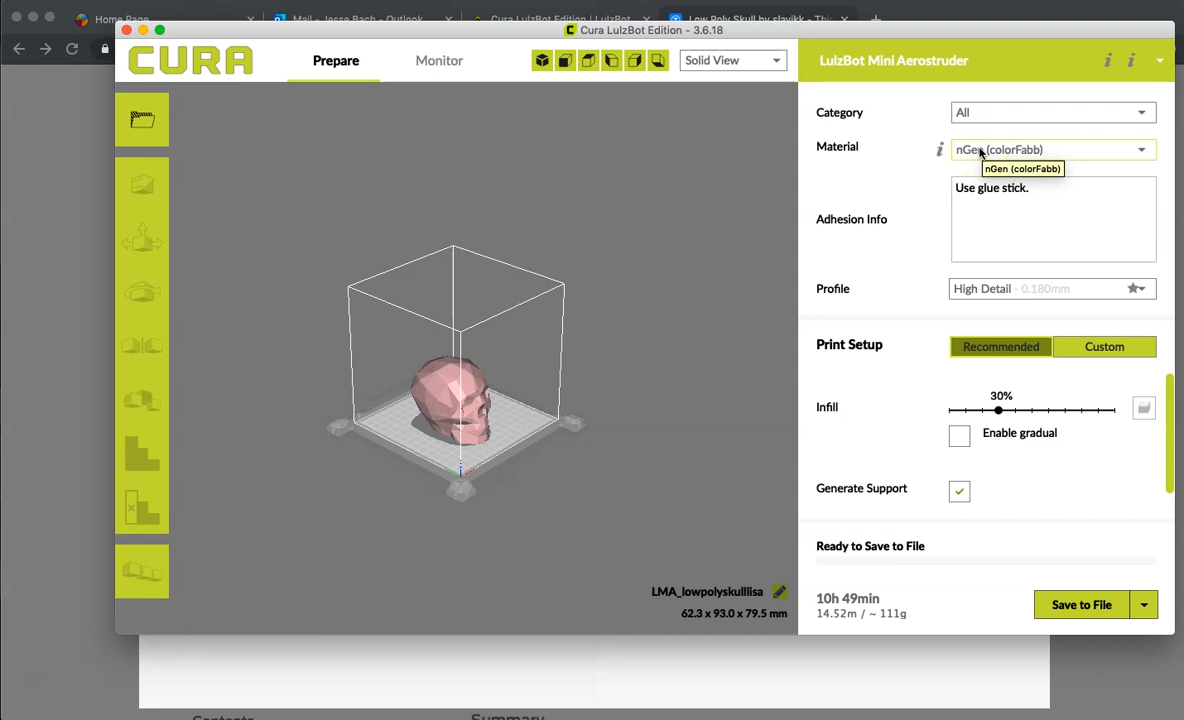 Home Page
Mail - Jesse Bach - Outlook
Cura LulzBot Edition | LulzBot
Low Poly Skull by slavikk - Thi
Cura LulzBot Edition - 3.6.18
CURA
Prepare
Monitor
Solid View
LulzBot Mini Aerostruder
Category
All
Material
nGen (colorFabb)
nGen (colorFabb)
Use glue stick.
Adhesion Info
Profile
High Detail - 0.180mm
Print Setup
Recommended
Custom
30%
Infill
Enable gradual
Generate Support
Ready to Save to File
LMA_lowpolyskulllisa
62.3 x 93.0 x 79.5 mm
10h 49min
14.52m / ~ 111g
Save to File
Contents
Summary